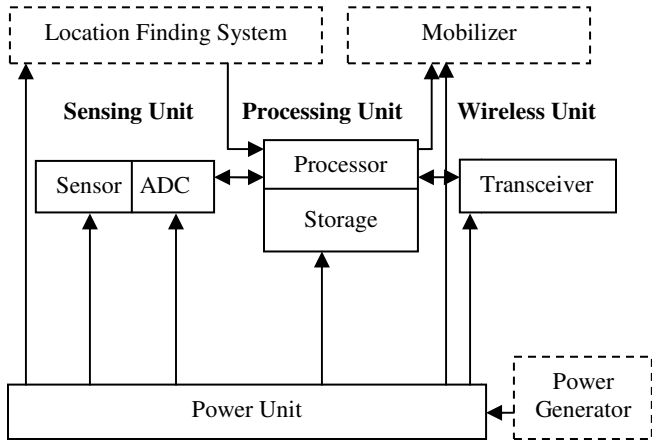 Location Finding System
Mobilizer
Sensing Unit
Processing Unit
Wireless Unit
Sensor
ADC
Processor
Storage
Transceiver
Power Unit
Power
Generator